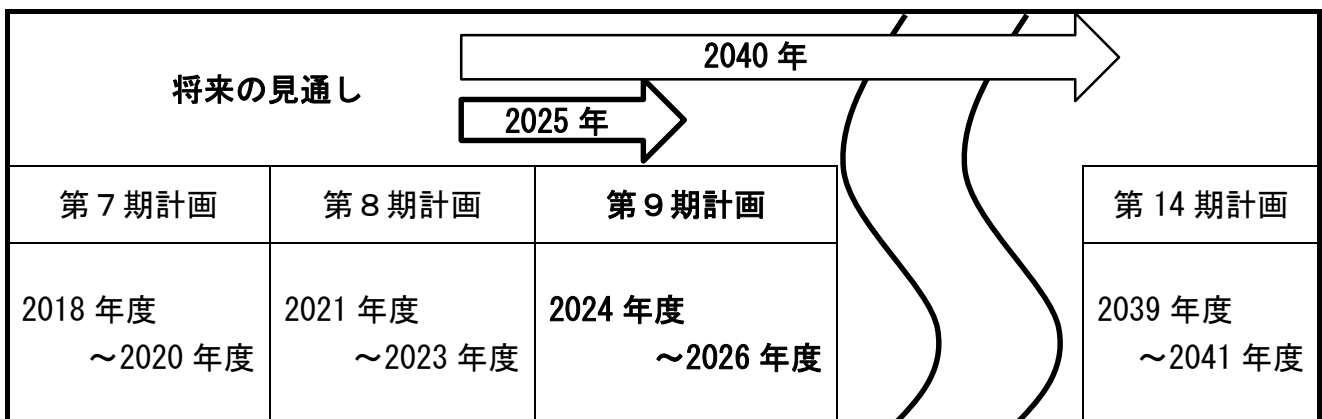 将来の見通し
2040 年
2025 年
第７期計画
第８期計画
第９期計画
第 14 期計画
2018 年度
～2020 年度
2021 年度
～2023 年度
2024 年度
～2026 年度
2039 年度
～2041 年度